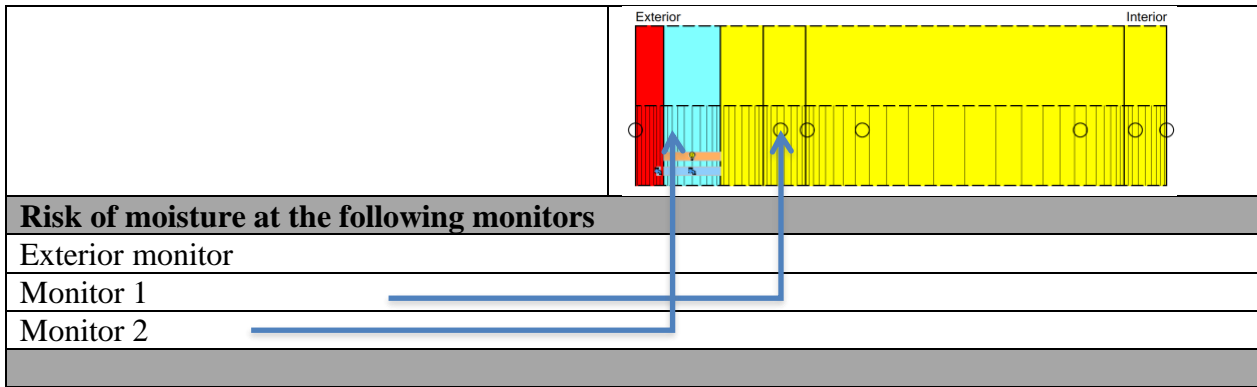 Exterior Interior
Risk of moisture at the following monitors
Exterior monitor
Monitor 1
Monitor 2